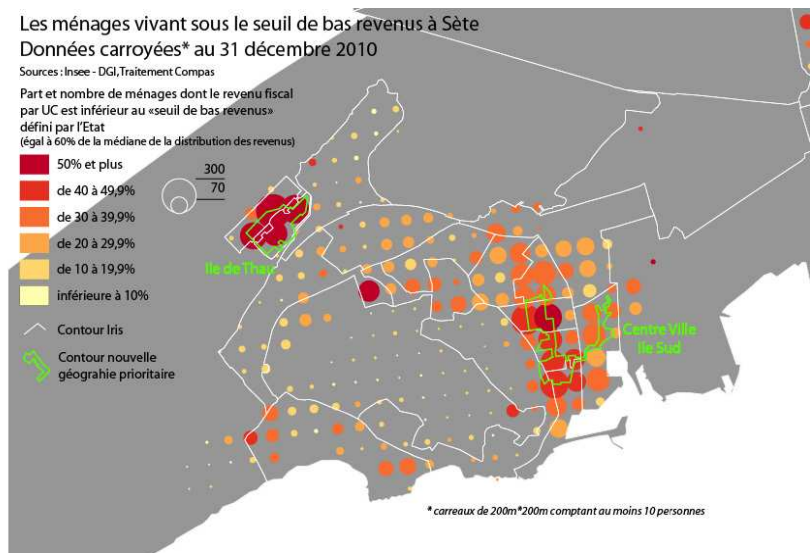 Les ménages vivant sous le seuil de bas revenus à Sète
Données carroyées* au 31 décembre 2010
Sources : Insee - DGI,Traitement Compas
Part et nombre de ménages dont le revenu fiscal
par UC est inférieur au «seuil de bas revenus»
défini par l'Etat
(égal à 60% de la médiane de la distribution des revenus)
50% et plus
300
70
de 40 à 49,9%
de 30 à 39,9%
de 20 à 29,9%
de 10 à 19,9%
inférieure à 10%
Contour Iris
Contour nouvelle
géograhie prioritaire
Ile de Thau
Centre Ville
Ile Sud
* carreaux de 200m*200m comptant au moins 10 personnes